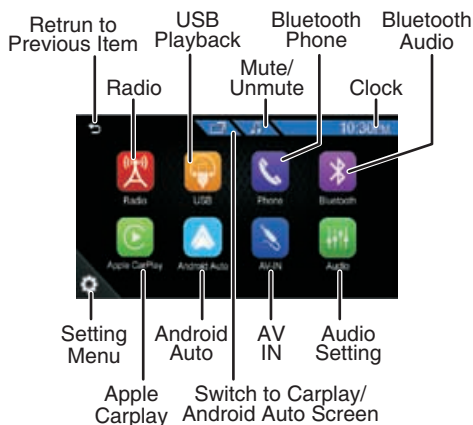 Retrun to
Previous Item
USB
Playback
Bluetooth
Phone
Bluetooth
Audio
Radio
Mute/
Unmute
Clock
10:30PM
Radio
USB
Phone
Bluetooth
Apple CarPlay
Android Auto
AV-IN
Audio
Setting
Menu
Android
Auto
AV
IN
Audio
Setting
Apple
Carplay
Switch to Carplay/
Android Auto Screen